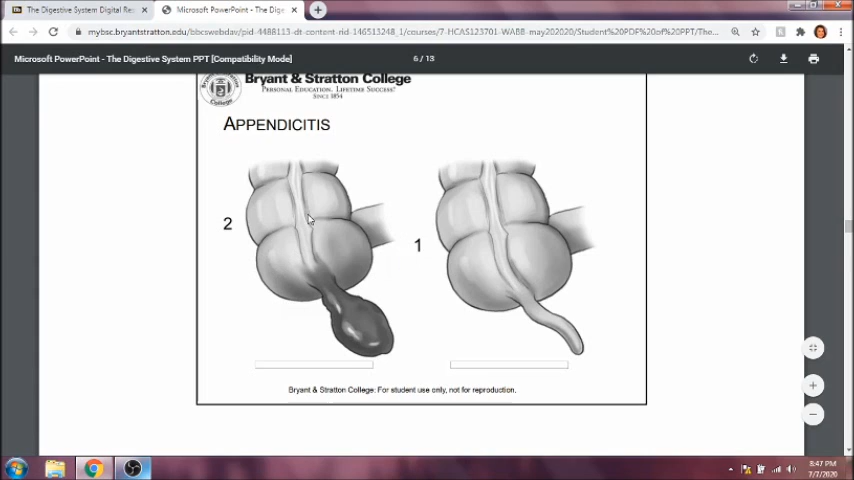 The Digestive System Digital Re
Microsoft PowerPoint - The Dige
mybsc.bryantstratton.edu/bbcswebdav/pid-4488113-dt-content-rid-146513248_1/courses/7-HCAS123701-WABB-may202020/Student%20PDF%20of%20PPT/The...
Microsoft PowerPoint - The Digestive System PPT [Compatibility Mode]
6 / 13
Bryant & Stratton College
PERSONAL EDUCATION. LIFETIME SUCCESS.
SINCE 1854
APPENDICITIS
2
1
Bryant & Stratton College: For student use only, not for reproduction.
3:47 PM
7/7/2020